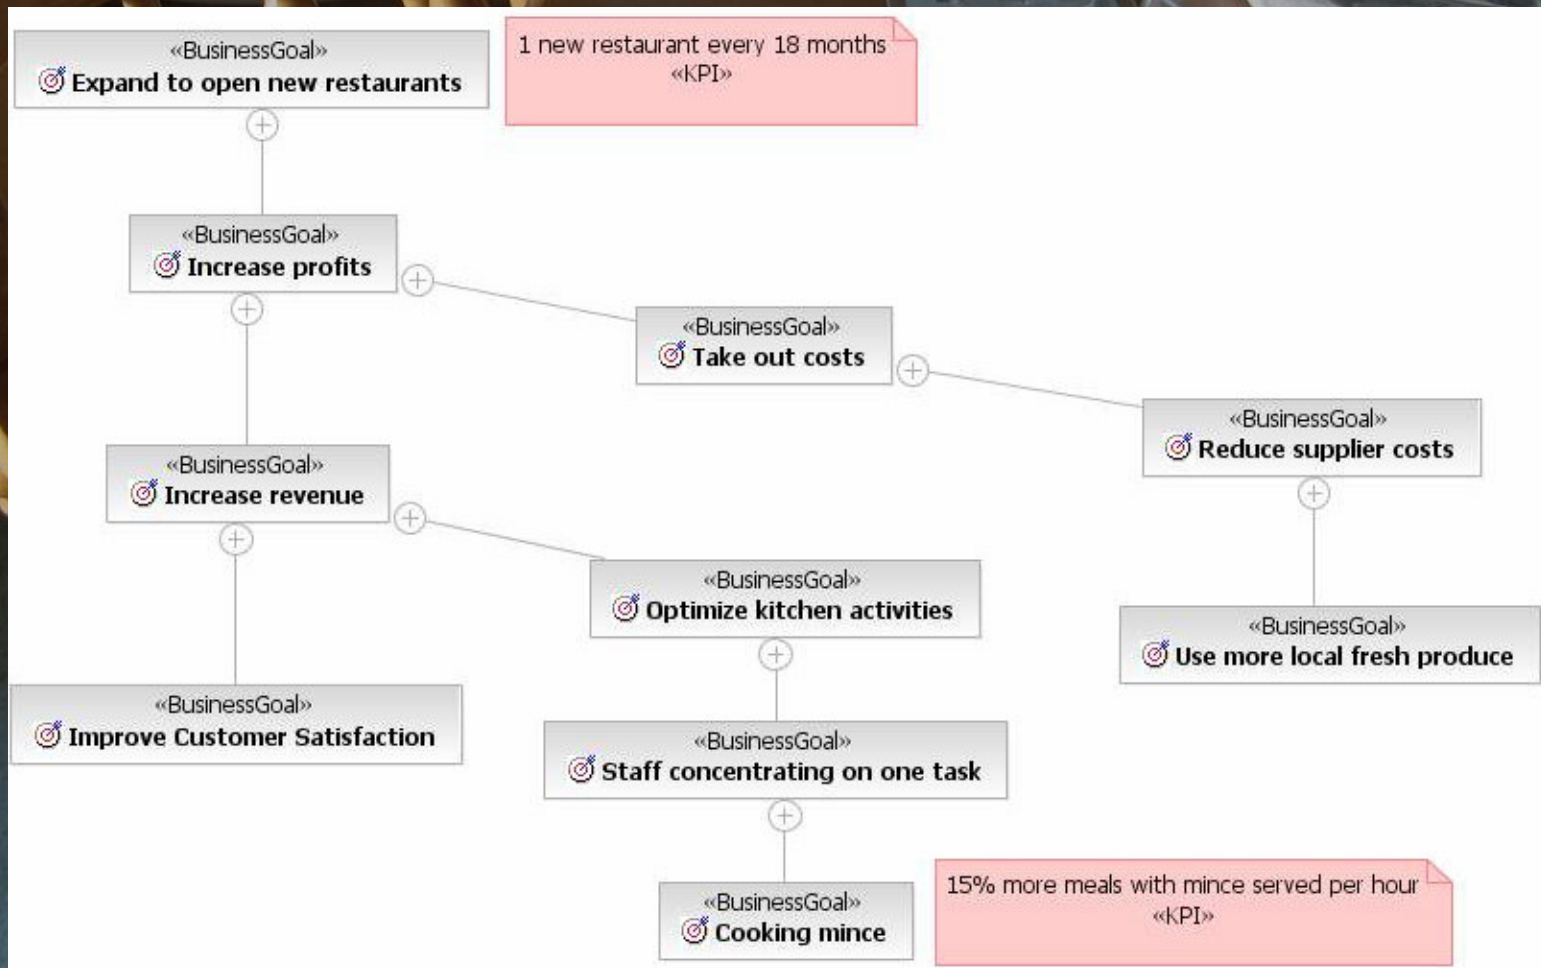 «BusinessGoal»
Expand to open new restaurants
1 new restaurant every 18 months
«KPI»
«BusinessGoal»
Increase profits
«BusinessGoal»
Take out costs
«BusinessGoal»
Reduce supplier costs
«BusinessGoal»
Increase revenue
«BusinessGoal»
Optimize kitchen activities
«BusinessGoal»
Use more local fresh produce
«BusinessGoal»
Improve Customer Satisfaction
«BusinessGoal»
Staff concentrating on one task
«BusinessGoal»
Cooking mince
15% more meals with mince served per hour
«KPI»